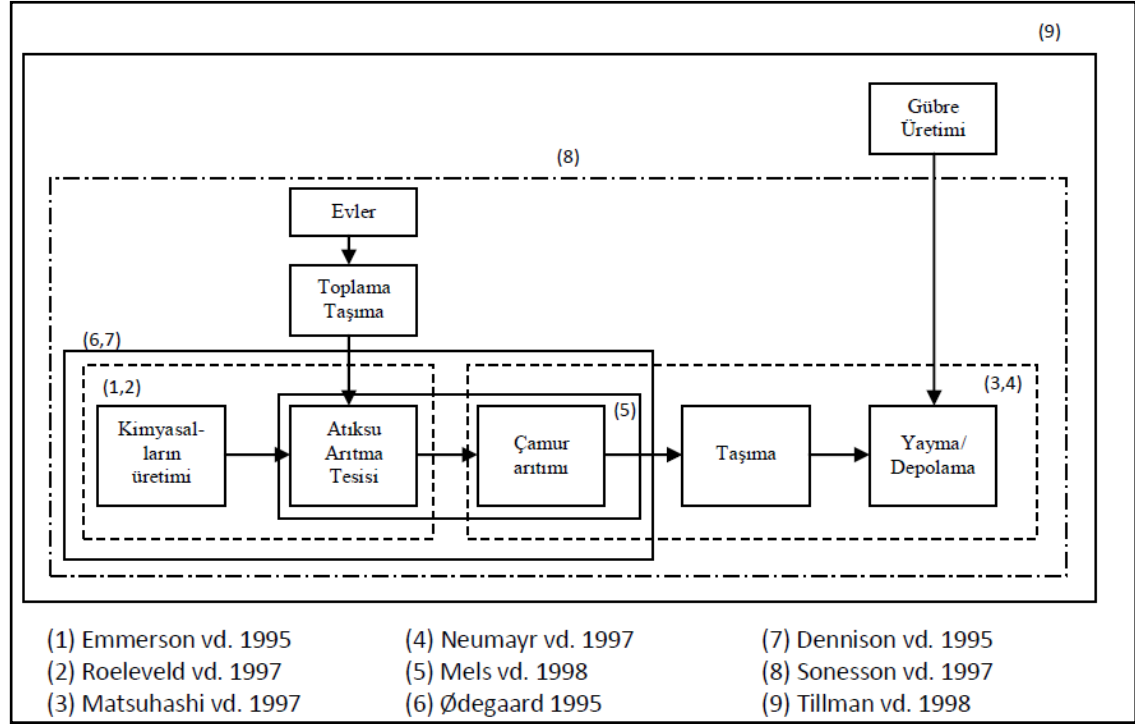 (9)
Gübre
Üretimi
(8)
Evler
Toplama
Taşıma
(6,7)
(1,2)
(5)
(3,4)
Kimyasal-
ların
üretimi
Atıksu
Arıtma
Tesisi
Çamur
arıtımı
Taşıma
Yayma/
Depolama
(1) Emmerson vd. 1995
(2) Roeleveld vd. 1997
(3) Matsuhashi vd. 1997
(4) Neumayr vd. 1997
(5) Mels vd. 1998
(6) Ødegaard 1995
(7) Dennison vd. 1995
(8) Sonesson vd. 1997
(9) Tillman vd. 1998